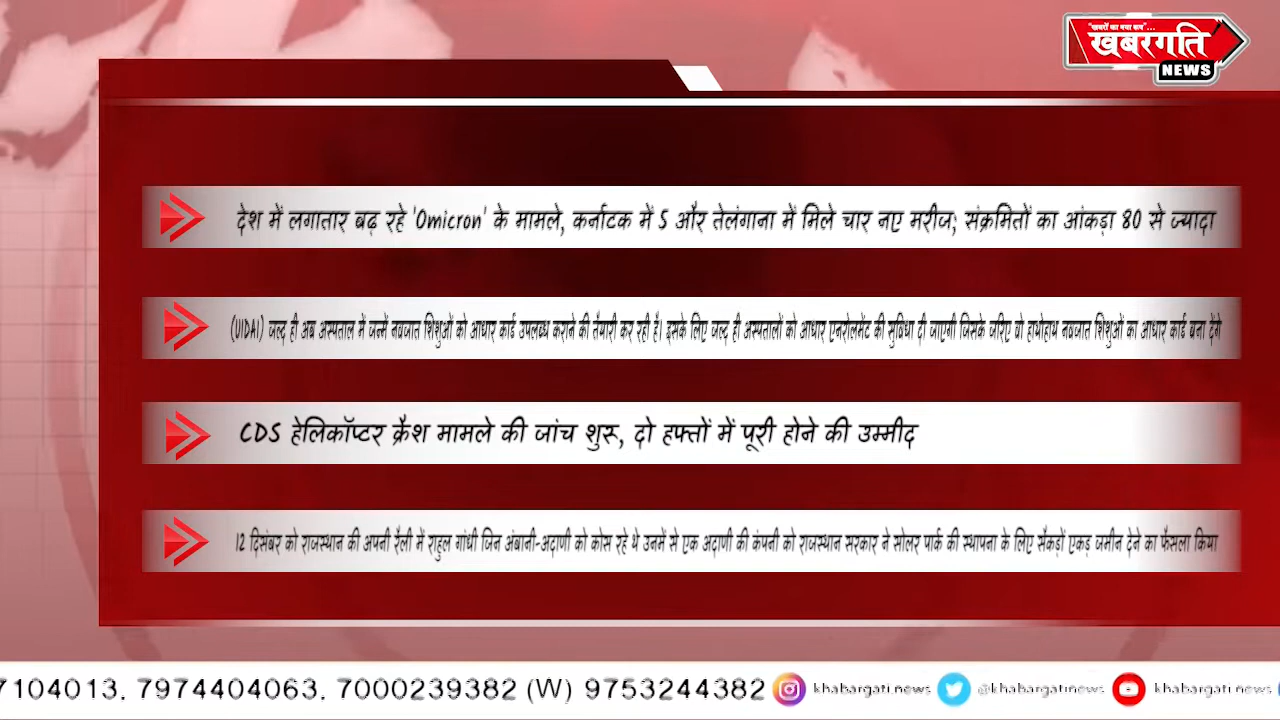 "खबरों का नया रूप"...
खबरगति
NEWS
देश में लगातार बढ़ रहे 'Omicron' के मामले, कर्नाटक में 5 और तेलंगाना में मिले चार नए मरीज; संक्रमितों का आंकड़ा 80 से ज्यादा
(UIDAI) जल्द ही अब अस्पताल में जन्में नवजात शिशुओं को आधार कार्ड उपलब्ध कराने की तैयारी कर रही है। इसके लिए जल्द ही अस्पतालों को आधार एनरोलमेंट की सुविधा दी जाएगी जिसके जरिए वो हाथोंहाथ नवजात शिशुओं का आधार कार्ड बना देंगे
CDS हेलिकॉप्टर क्रैश मामले की जांच शुरू, दो हफ्तों में पूरी होने की उम्मीद
12 दिसंबर को राजस्थान की अपनी रैली में राहुल गांधी जिन अंबानी-अदाणी को कोस रहे थे उनमें से एक अदाणी की कंपनी को राजस्थान सरकार ने सोलर पार्क की स्थापना के लिए सैकड़ों एकड़ जमीन देने का फैसला किया
7104013, 7974404063, 7000239382 (W) 9753244382 khabargati news @khabargatinews khabargati news